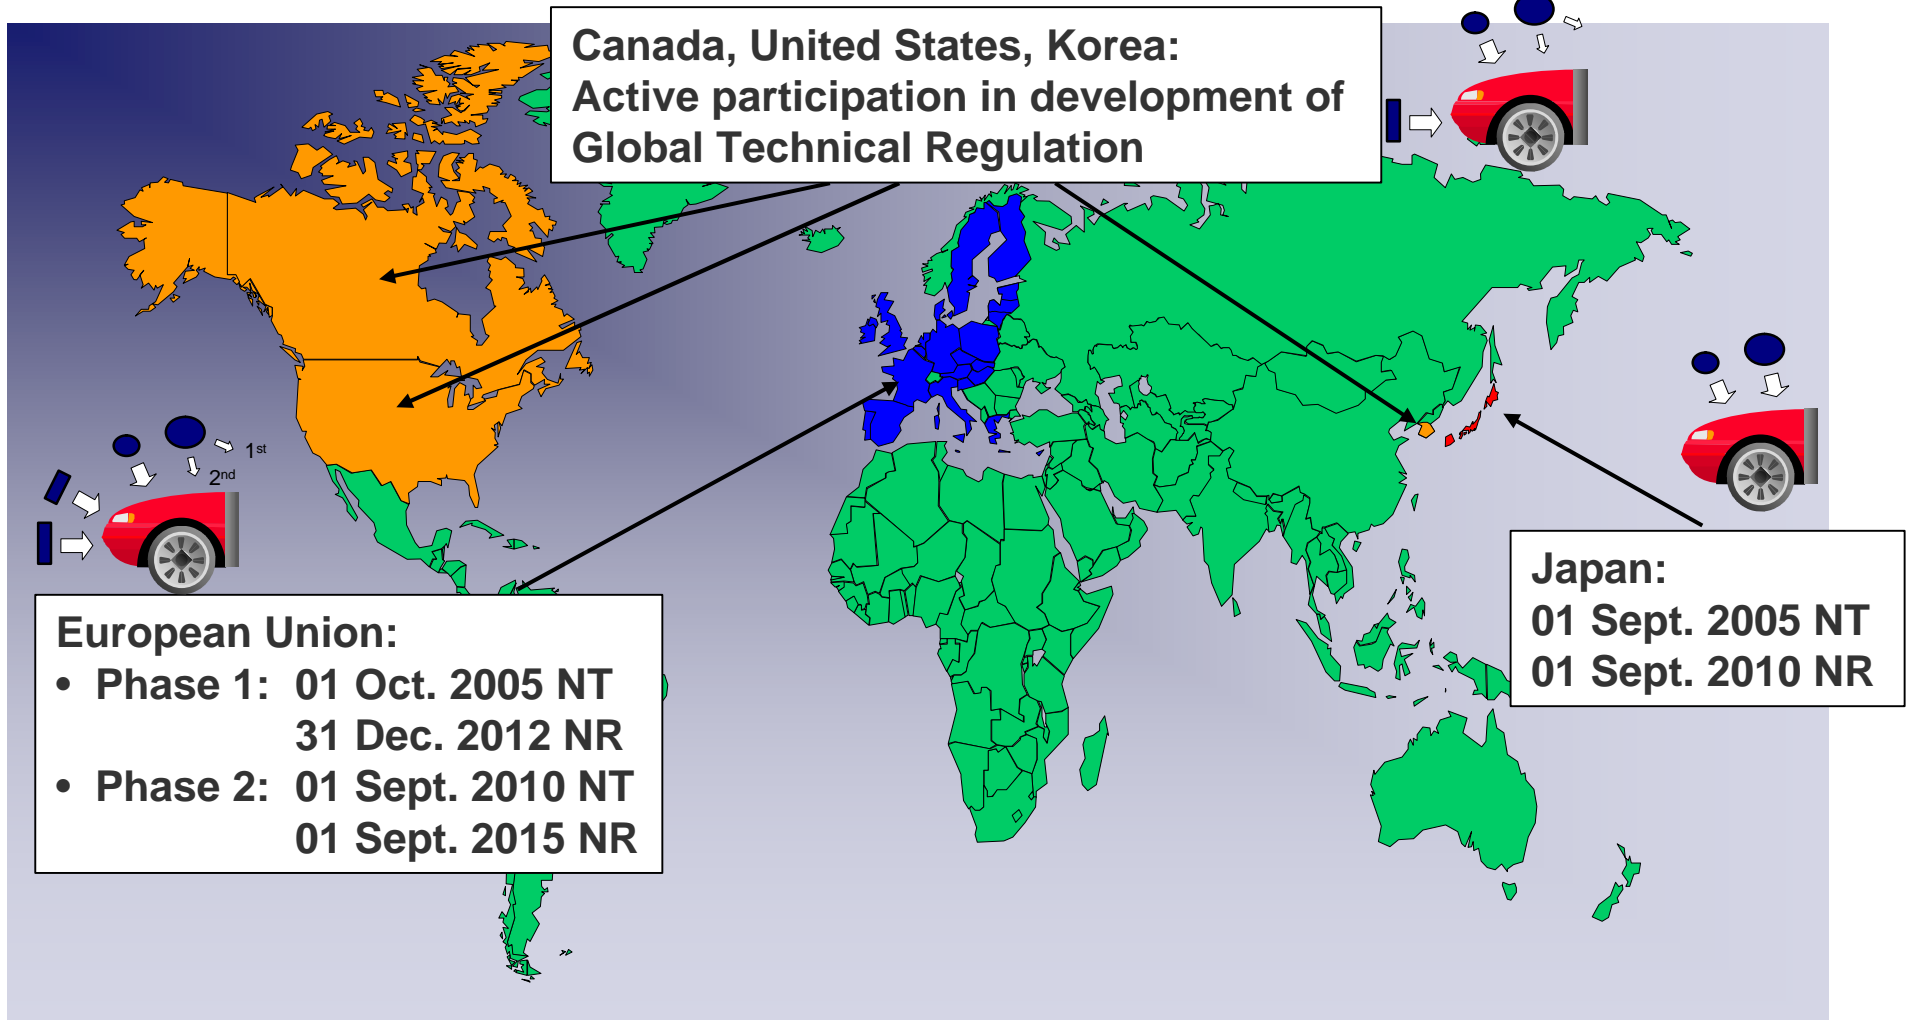 Canada, United States, Korea:
Active participation in development of
Global Technical Regulation
1st
2nd
European Union:
• Phase 1: 01 Oct. 2005 NT
31 Dec. 2012 NR
• Phase 2: 01 Sept. 2010 NT
01 Sept. 2015 NR
Japan:
01 Sept. 2005 NT
01 Sept. 2010 NR